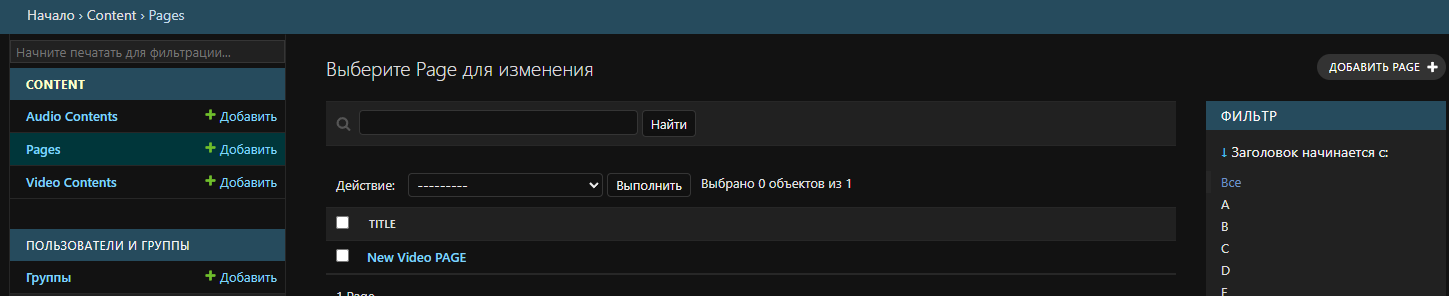 Начало › Content › Pages
Начните печатать для фильтрации...
CONTENT
Audio Contents + Добавить
Pages + Добавить
Video Contents + Добавить
ПОЛЬЗОВАТЕЛИ И ГРУППЫ
Группы + Добавить
Выберите Page для изменения
ДОБАВИТЬ PAGE +
Найти
Действие: --------- Выполнить Выбрано 0 объектов из 1
TITLE
New Video PAGE
1 Page
ФИЛЬТР
↓ Заголовок начинается с:
Все
A
B
C
D
E